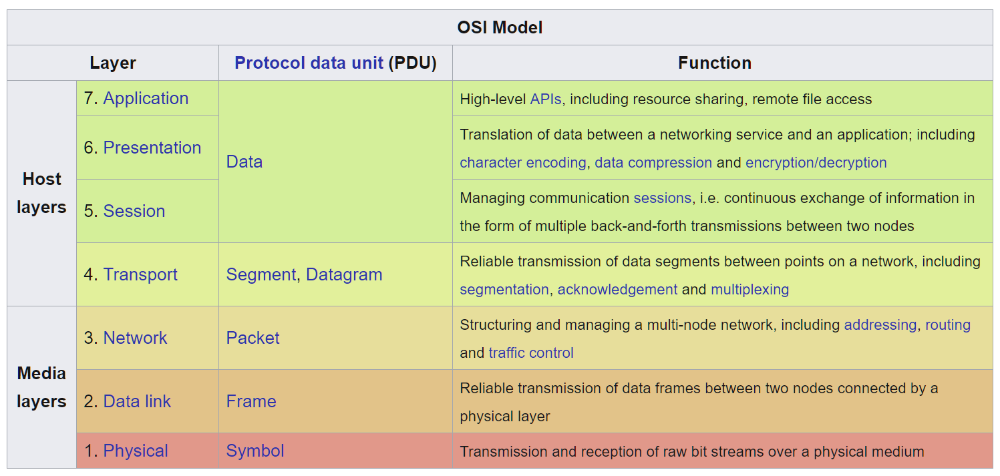 OSI Model
Layer
Protocol data unit (PDU)
Function
Host
layers
7. Application
Data
High-level APIs, including resource sharing, remote file access
6. Presentation
Translation of data between a networking service and an application; including
character encoding, data compression and encryption/decryption
5. Session
Managing communication sessions, i.e. continuous exchange of information in
the form of multiple back-and-forth transmissions between two nodes
4. Transport
Segment, Datagram
Reliable transmission of data segments between points on a network, including
segmentation, acknowledgement and multiplexing
Media
layers
3. Network
Packet
Structuring and managing a multi-node network, including addressing, routing
and traffic control
2. Data link
Frame
Reliable transmission of data frames between two nodes connected by a
physical layer
1. Physical
Symbol
Transmission and reception of raw bit streams over a physical medium